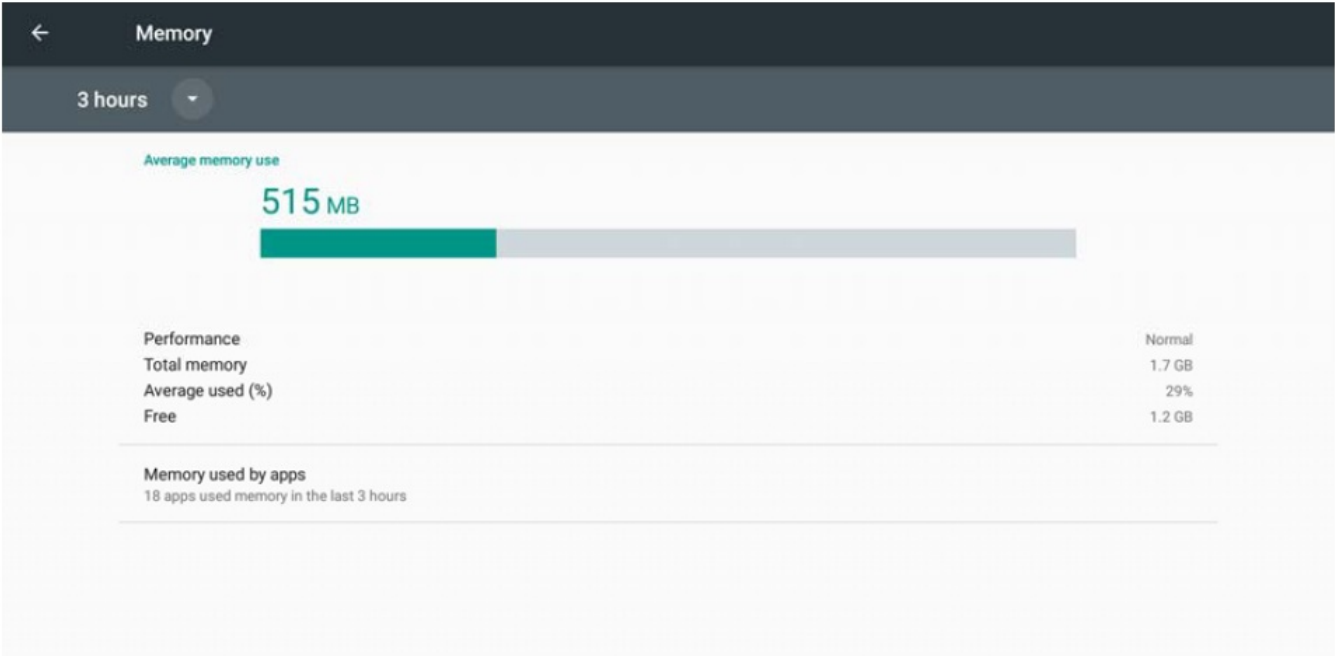 Memory
3 hours
Average memory use
515 MB
Performance Normal
Total memory 1.7 GB
Average used (%) 29%
Free 1.2 GB
Memory used by apps
18 apps used memory in the last 3 hours